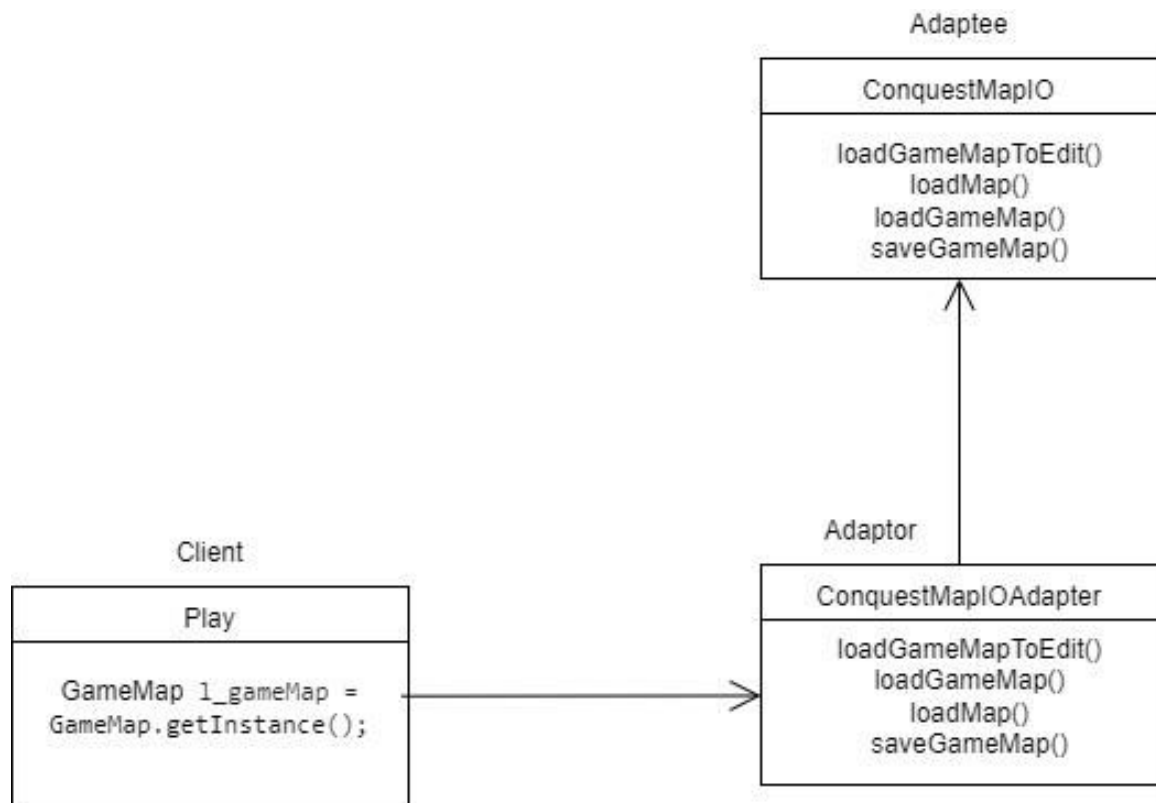 Adaptee
ConquestMapIO
loadGameMapToEdit()
loadMap()
loadGameMap()
saveGameMap()
Client
Play
GameMap l_gameMap =
GameMap.getInstance();
Adaptor
ConquestMapIOAdapter
loadGameMapToEdit()
loadGameMap()
loadMap()
saveGameMap()